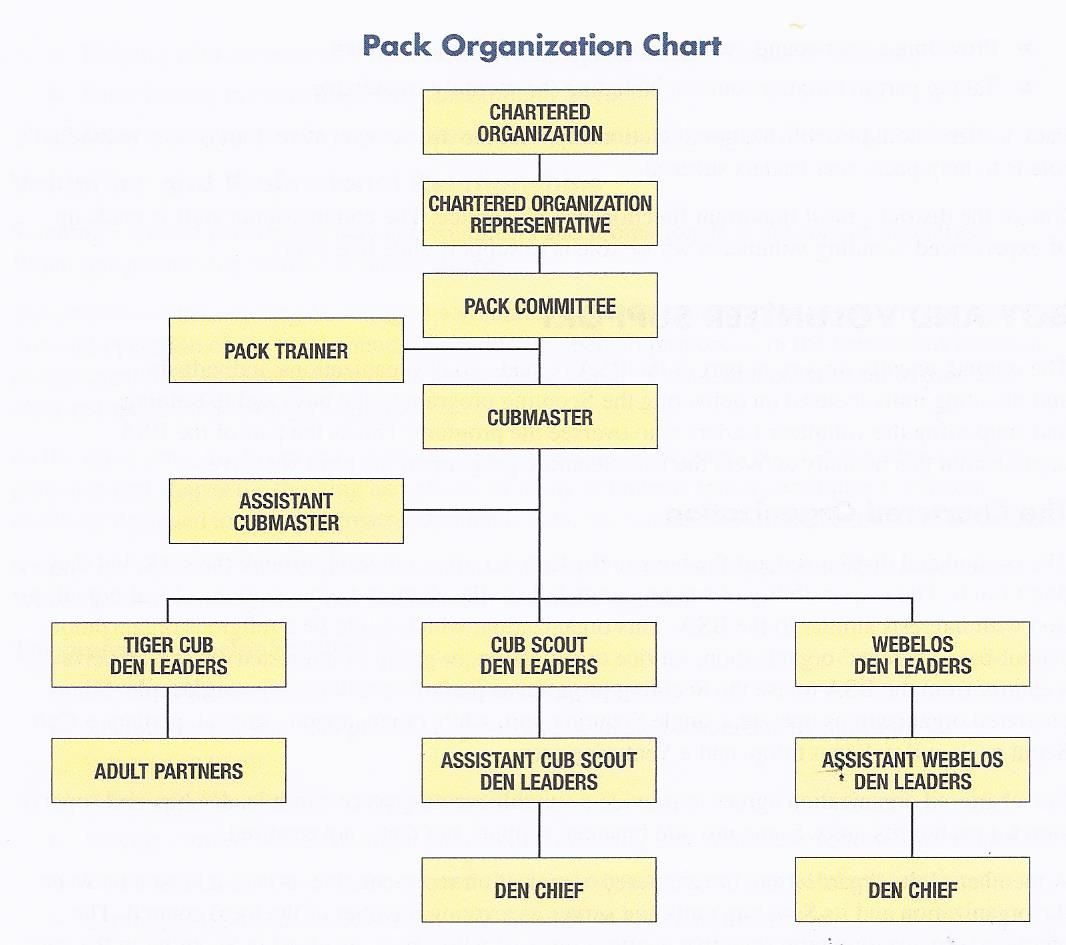 Pack Organization Chart
CHARTERED
ORGANIZATION
CHARTERED ORGANIZATION
REPRESENTATIVE
PACK COMMITTEE
PACK TRAINER
CUBMASTER
ASSISTANT
CUBMASTER
TIGER CUB
DEN LEADERS
CUB SCOUT
DEN LEADERS
WEBELOS
DEN LEADERS
ADULT PARTNERS
ASSISTANT CUB SCOUT
DEN LEADERS
ASSISTANT WEBELOS
DEN LEADERS
DEN CHIEF
DEN CHIEF